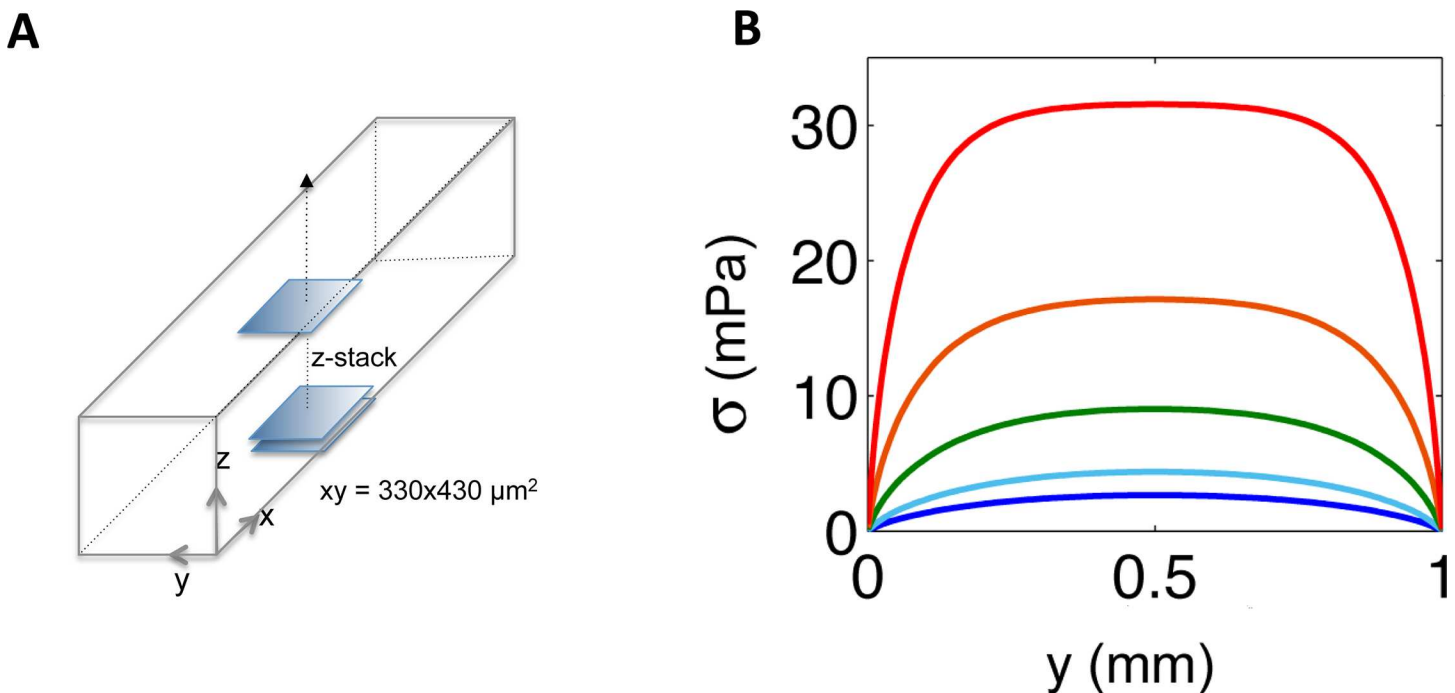 A
z-stack
z
xy = 330x430 µm²
x
y
B
30
20
10
0
σ (mPa)
0
0.5
1
y (mm)